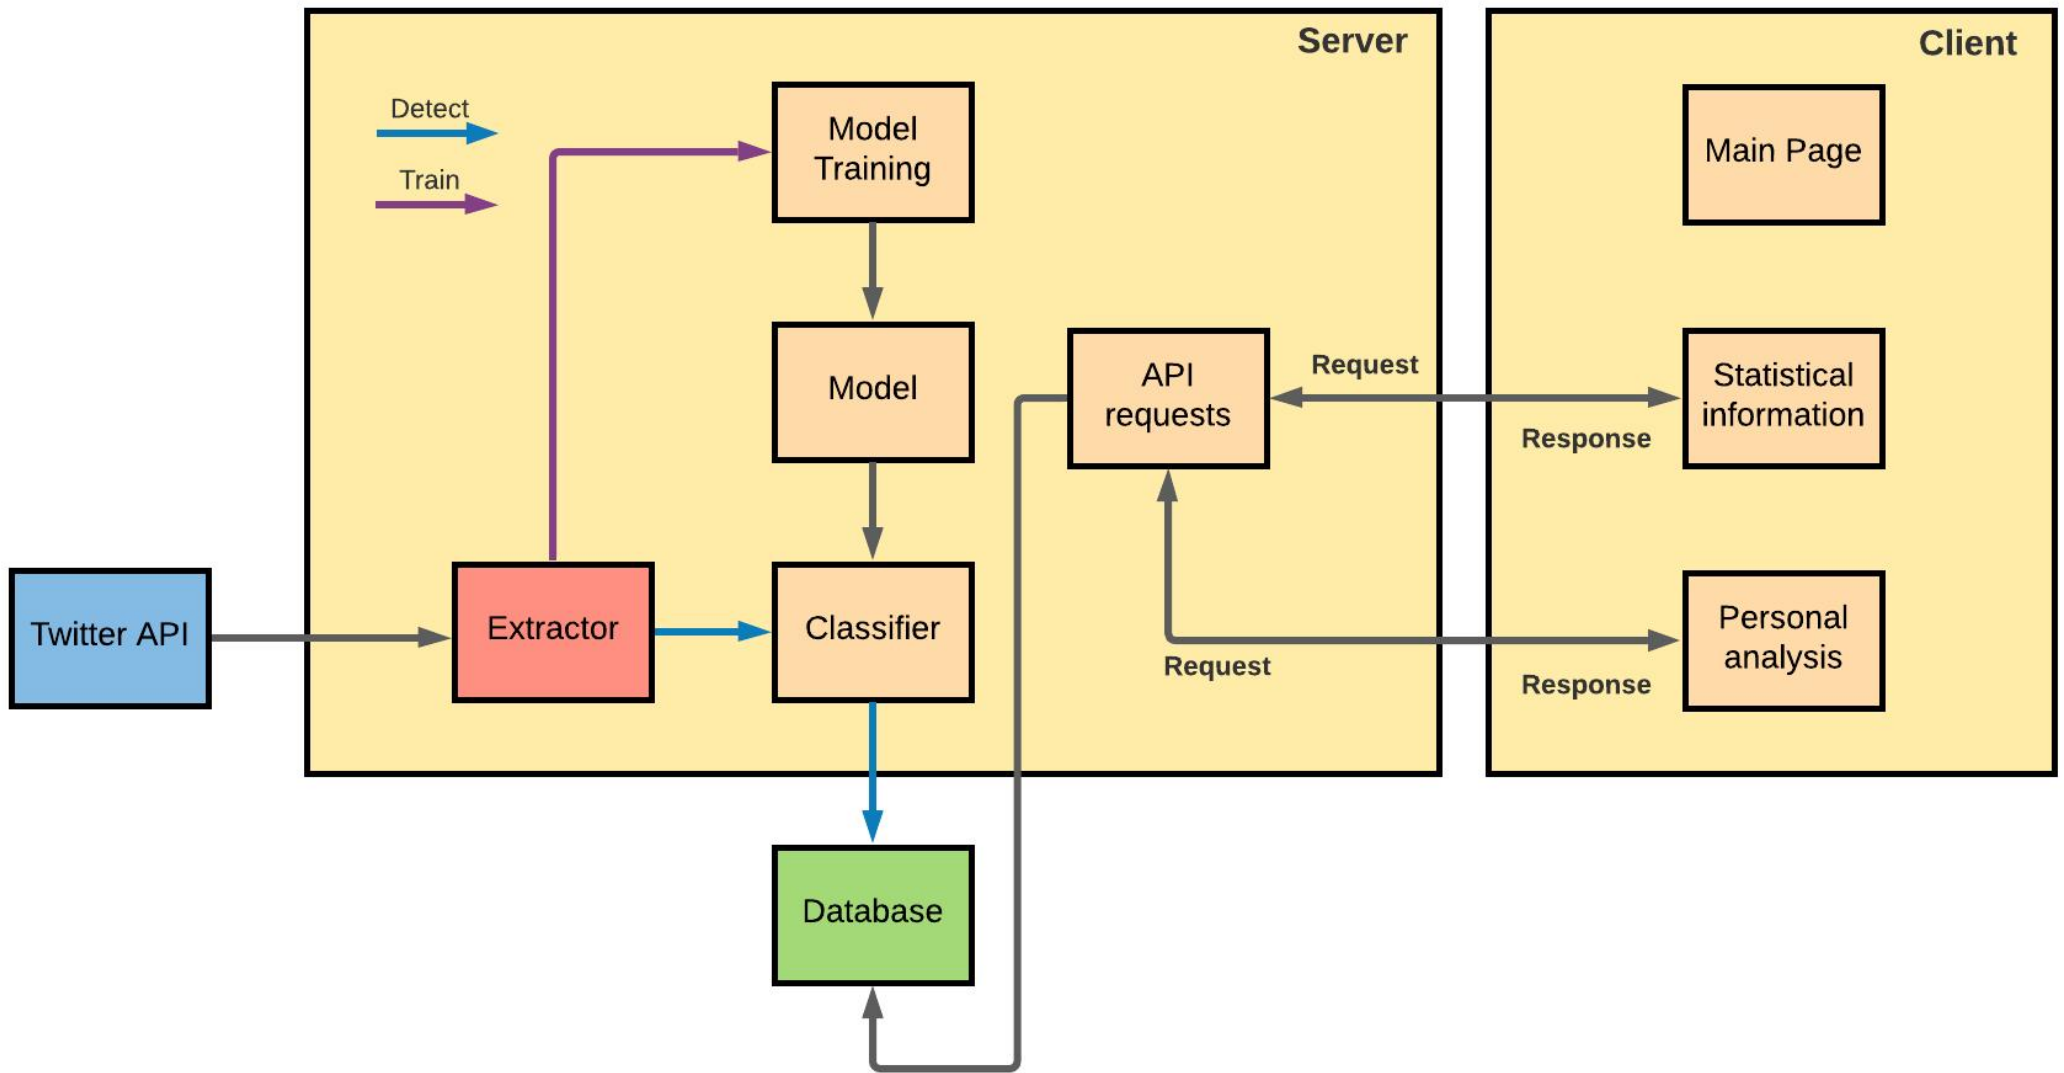 Server
Client
Detect
Train
Model
Training
Main Page
Model
API
requests
Request
Response
Statistical
information
Twitter API
Extractor
Classifier
Request
Response
Personal
analysis
Database